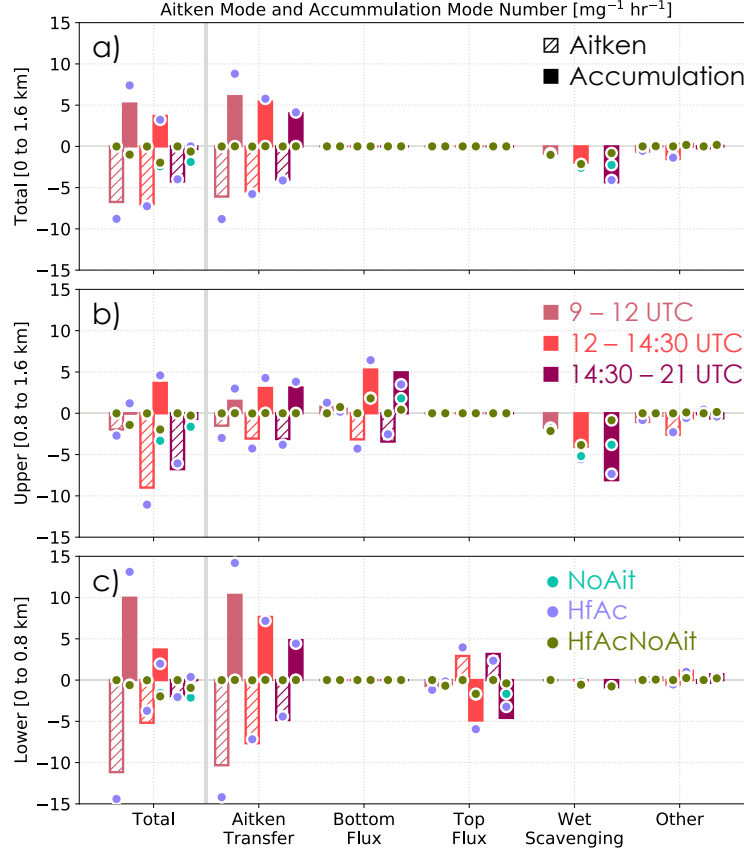 Aitken Mode and Accummulation Mode Number [mg⁻¹ hr⁻¹]
a)
Aitken
Accumulation
15
10
5
0
−5
−10
−15
Total [0 to 1.6 km]
b)
9 – 12 UTC
12 – 14:30 UTC
14:30 – 21 UTC
15
10
5
0
−5
−10
−15
Upper [0.8 to 1.6 km]
c)
NoAit
HfAc
HfAcNoAit
15
10
5
0
−5
−10
−15
Lower [0 to 0.8 km]
Total
Aitken
Transfer
Bottom
Flux
Top
Flux
Wet
Scavenging
Other